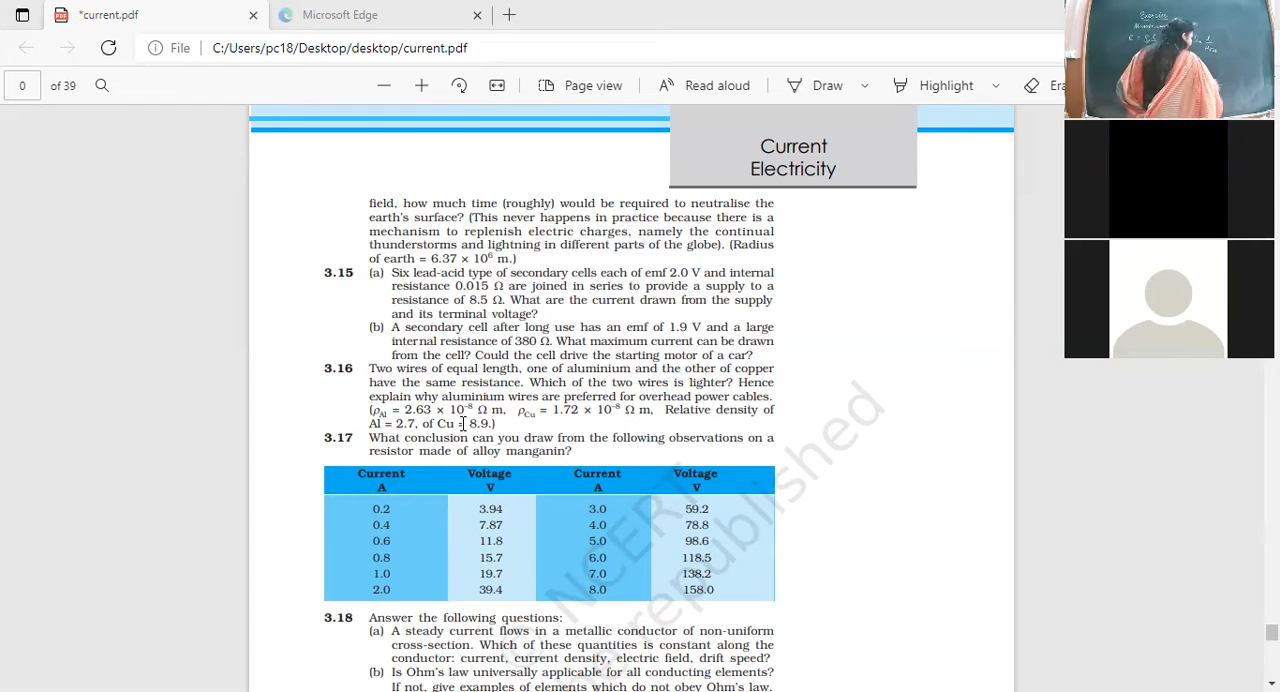 *current.pdf
Microsoft Edge
File
C:/Users/pc18/Desktop/desktop/current.pdf
0 of 39
Page view
Read aloud
Draw
Highlight
Era
Exercise
Current
Electricity
field, how much time (roughly) would be required to neutralise the
earth's surface? (This never happens in practice because there is a
mechanism to replenish electric charges, namely the continual
thunderstorms and lightning in different parts of the globe). (Radius
of earth = 6.37 × 10⁶ m.)
3.15 (a) Six lead-acid type of secondary cells each of emf 2.0 V and internal
resistance 0.015 Ω are joined in series to provide a supply to a
resistance of 8.5 Ω. What are the current drawn from the supply
and its terminal voltage?
(b) A secondary cell after long use has an emf of 1.9 V and a large
internal resistance of 380 Ω. What maximum current can be drawn
from the cell? Could the cell drive the starting motor of a car?
3.16 Two wires of equal length, one of aluminium and the other of copper
have the same resistance. Which of the two wires is lighter? Hence
explain why aluminium wires are preferred for overhead power cables.
(ρAl = 2.63 × 10⁻⁸ Ω m, ρCu = 1.72 × 10⁻⁸ Ω m, Relative density of
Al = 2.7, of Cu = 8.9.)
3.17 What conclusion can you draw from the following observations on a
resistor made of alloy manganin?
Current Voltage Current Voltage
A V A V
0.2 3.94 3.0 59.2
0.4 7.87 4.0 78.8
0.6 11.8 5.0 98.6
0.8 15.7 6.0 118.5
1.0 19.7 7.0 138.2
2.0 39.4 8.0 158.0
3.18 Answer the following questions:
(a) A steady current flows in a metallic conductor of non-uniform
cross-section. Which of these quantities is constant along the
conductor: current, current density, electric field, drift speed?
(b) Is Ohm's law universally applicable for all conducting elements?
If not, give examples of elements which do not obey Ohm's law.
© NCERT
be republished